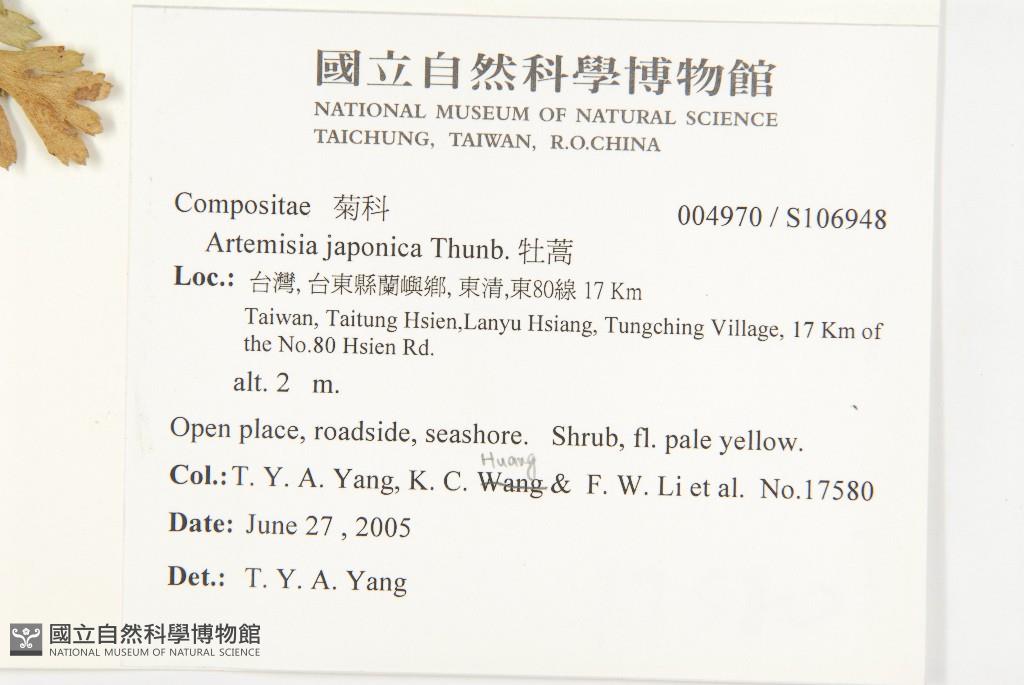 國立自然科學博物館
NATIONAL MUSEUM OF NATURAL SCIENCE
TAICHUNG, TAIWAN, R.O.CHINA
Compositae 菊科 004970 / S106948
Artemisia japonica Thunb. 牡蒿
Loc.: 台灣, 台東縣蘭嶼鄉, 東清,東80線 17 Km
Taiwan, Taitung Hsien,Lanyu Hsiang, Tungching Village, 17 Km of
the No.80 Hsien Rd.
alt. 2 m.
Open place, roadside, seashore. Shrub, fl. pale yellow.
Huang
Col.: T. Y. A. Yang, K. C. Wang & F. W. Li et al. No.17580
Date: June 27 , 2005
Det.: T. Y. A. Yang
國立自然科學博物館
NATIONAL MUSEUM OF NATURAL SCIENCE